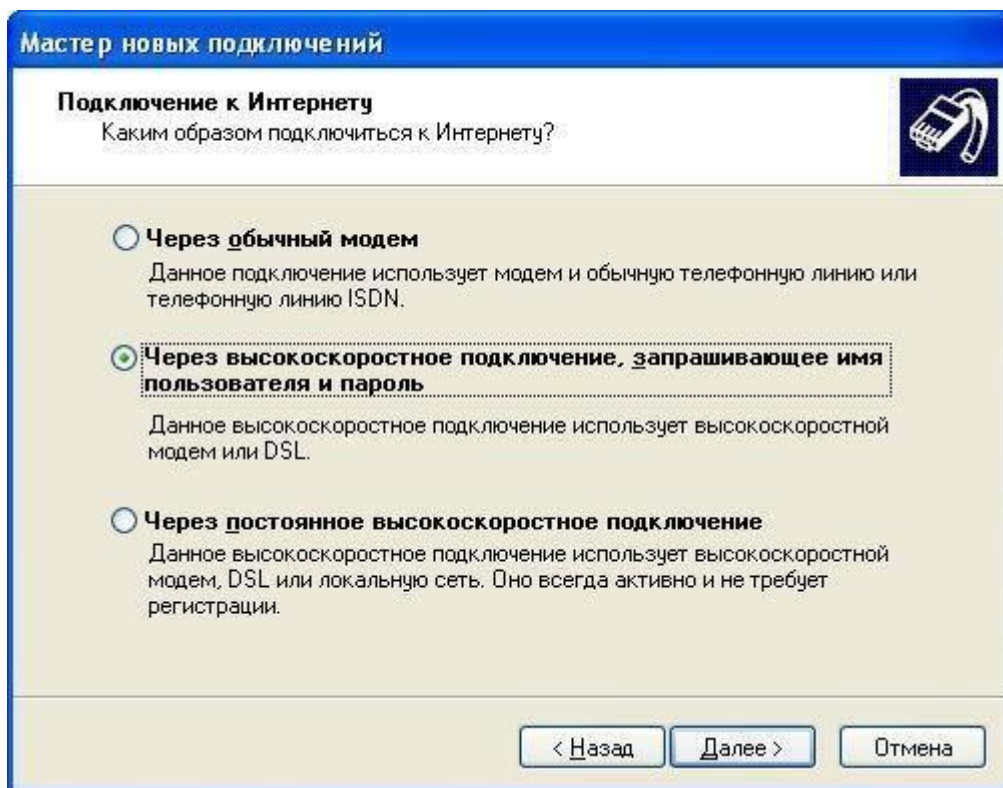 Мастер новых подключений
Подключение к Интернету
Каким образом подключиться к Интернету?
Через обычный модем
Данное подключение использует модем и обычную телефонную линию или
телефонную линию ISDN.
Через высокоскоростное подключение, запрашивающее имя
пользователя и пароль
Данное высокоскоростное подключение использует высокоскоростной
модем или DSL.
Через постоянное высокоскоростное подключение
Данное высокоскоростное подключение использует высокоскоростной
модем, DSL или локальную сеть. Оно всегда активно и не требует
регистрации.
< Назад Далее > Отмена